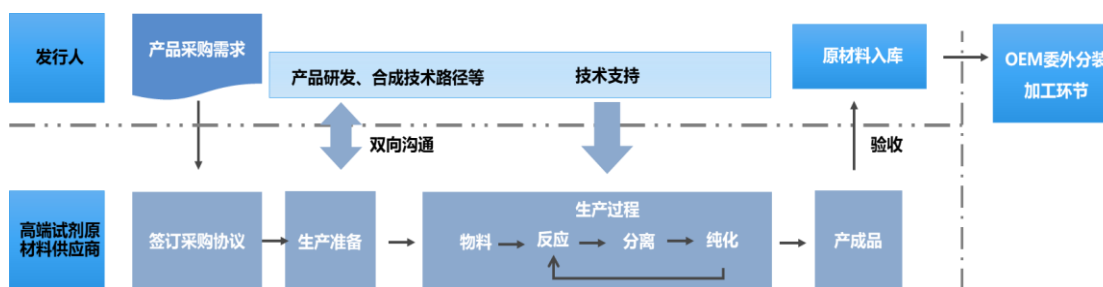 发行人
产品采购需求
产品研发、合成技术路径等
技术支持
原材料入库
OEM委外分装
加工环节
双向沟通
验收
高端试剂原
材料供应商
签订采购协议
生产准备
生产过程
物料
反应
分离
纯化
产成品